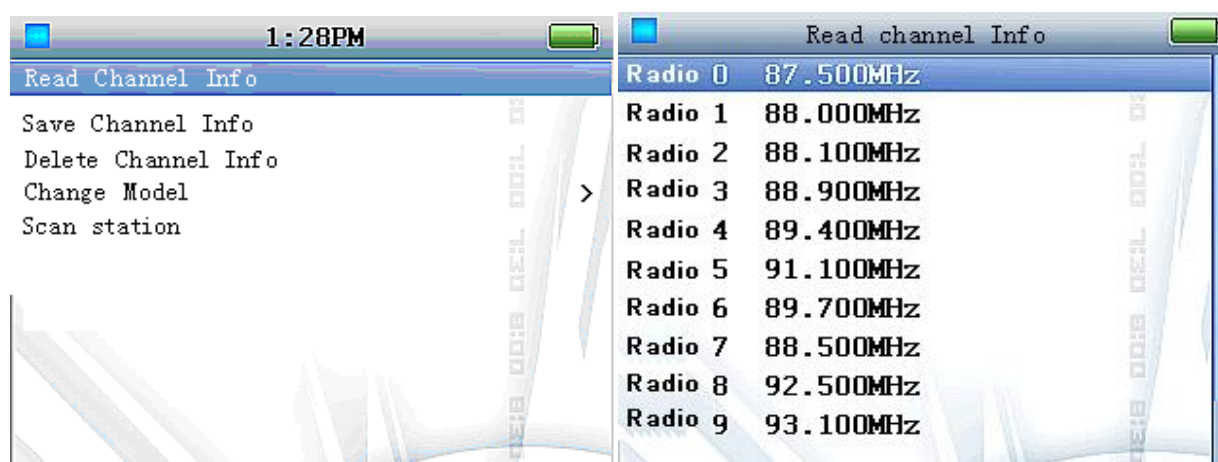 1:28PM
Read Channel Info
Save Channel Info
Delete Channel Info
Change Model >
Scan station
Read channel Info
Radio 0 87.500MHz
Radio 1 88.000MHz
Radio 2 88.100MHz
Radio 3 88.900MHz
Radio 4 89.400MHz
Radio 5 91.100MHz
Radio 6 89.700MHz
Radio 7 88.500MHz
Radio 8 92.500MHz
Radio 9 93.100MHz